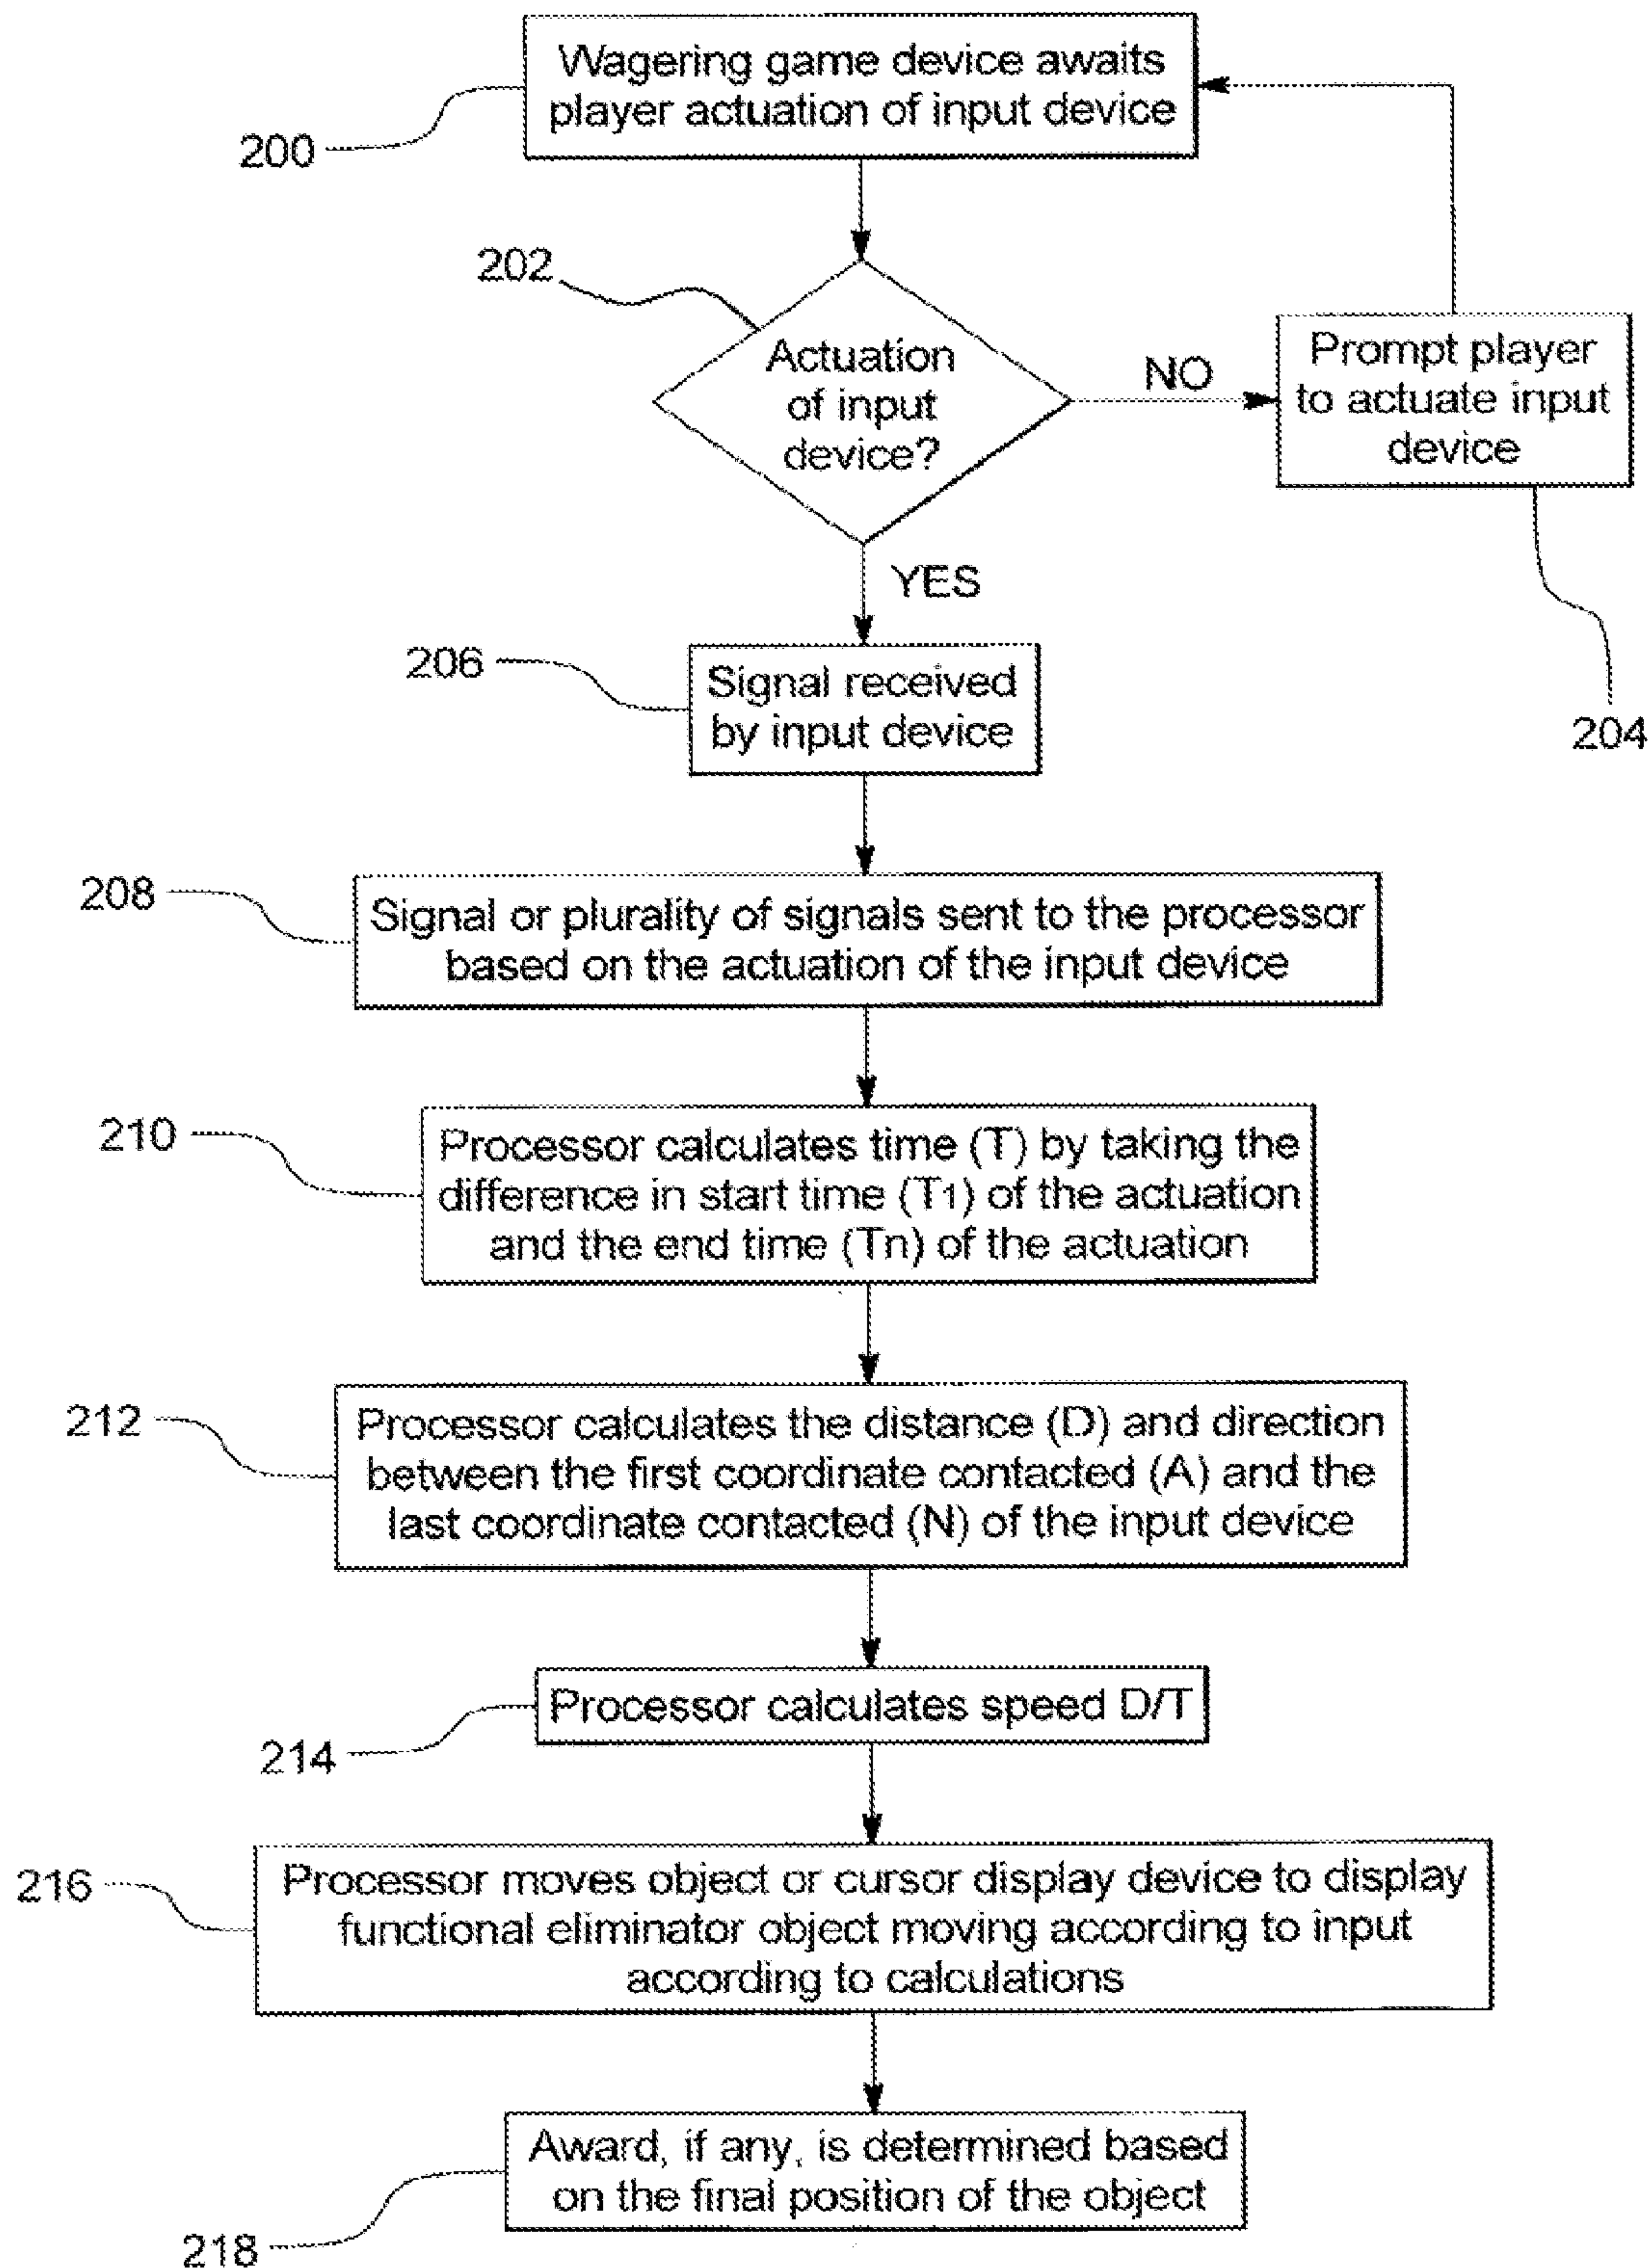 Wagering game device awaits
player actuation of input device
200
202
Actuation
of input
device?
NO
Prompt player
to actuate input
device
204
YES
206
Signal received
by input device
208
Signal or plurality of signals sent to the processor
based on the actuation of the input device
210
Processor calculates time (T) by taking the
difference in start time (T1) of the actuation
and the end time (Tn) of the actuation
212
Processor calculates the distance (D) and direction
between the first coordinate contacted (A) and the
last coordinate contacted (N) of the input device
Processor calculates speed D/T
214
216
Processor moves object or cursor display device to display
functional eliminator object moving according to input
according to calculations
Award, if any, is determined based
on the final position of the object
218